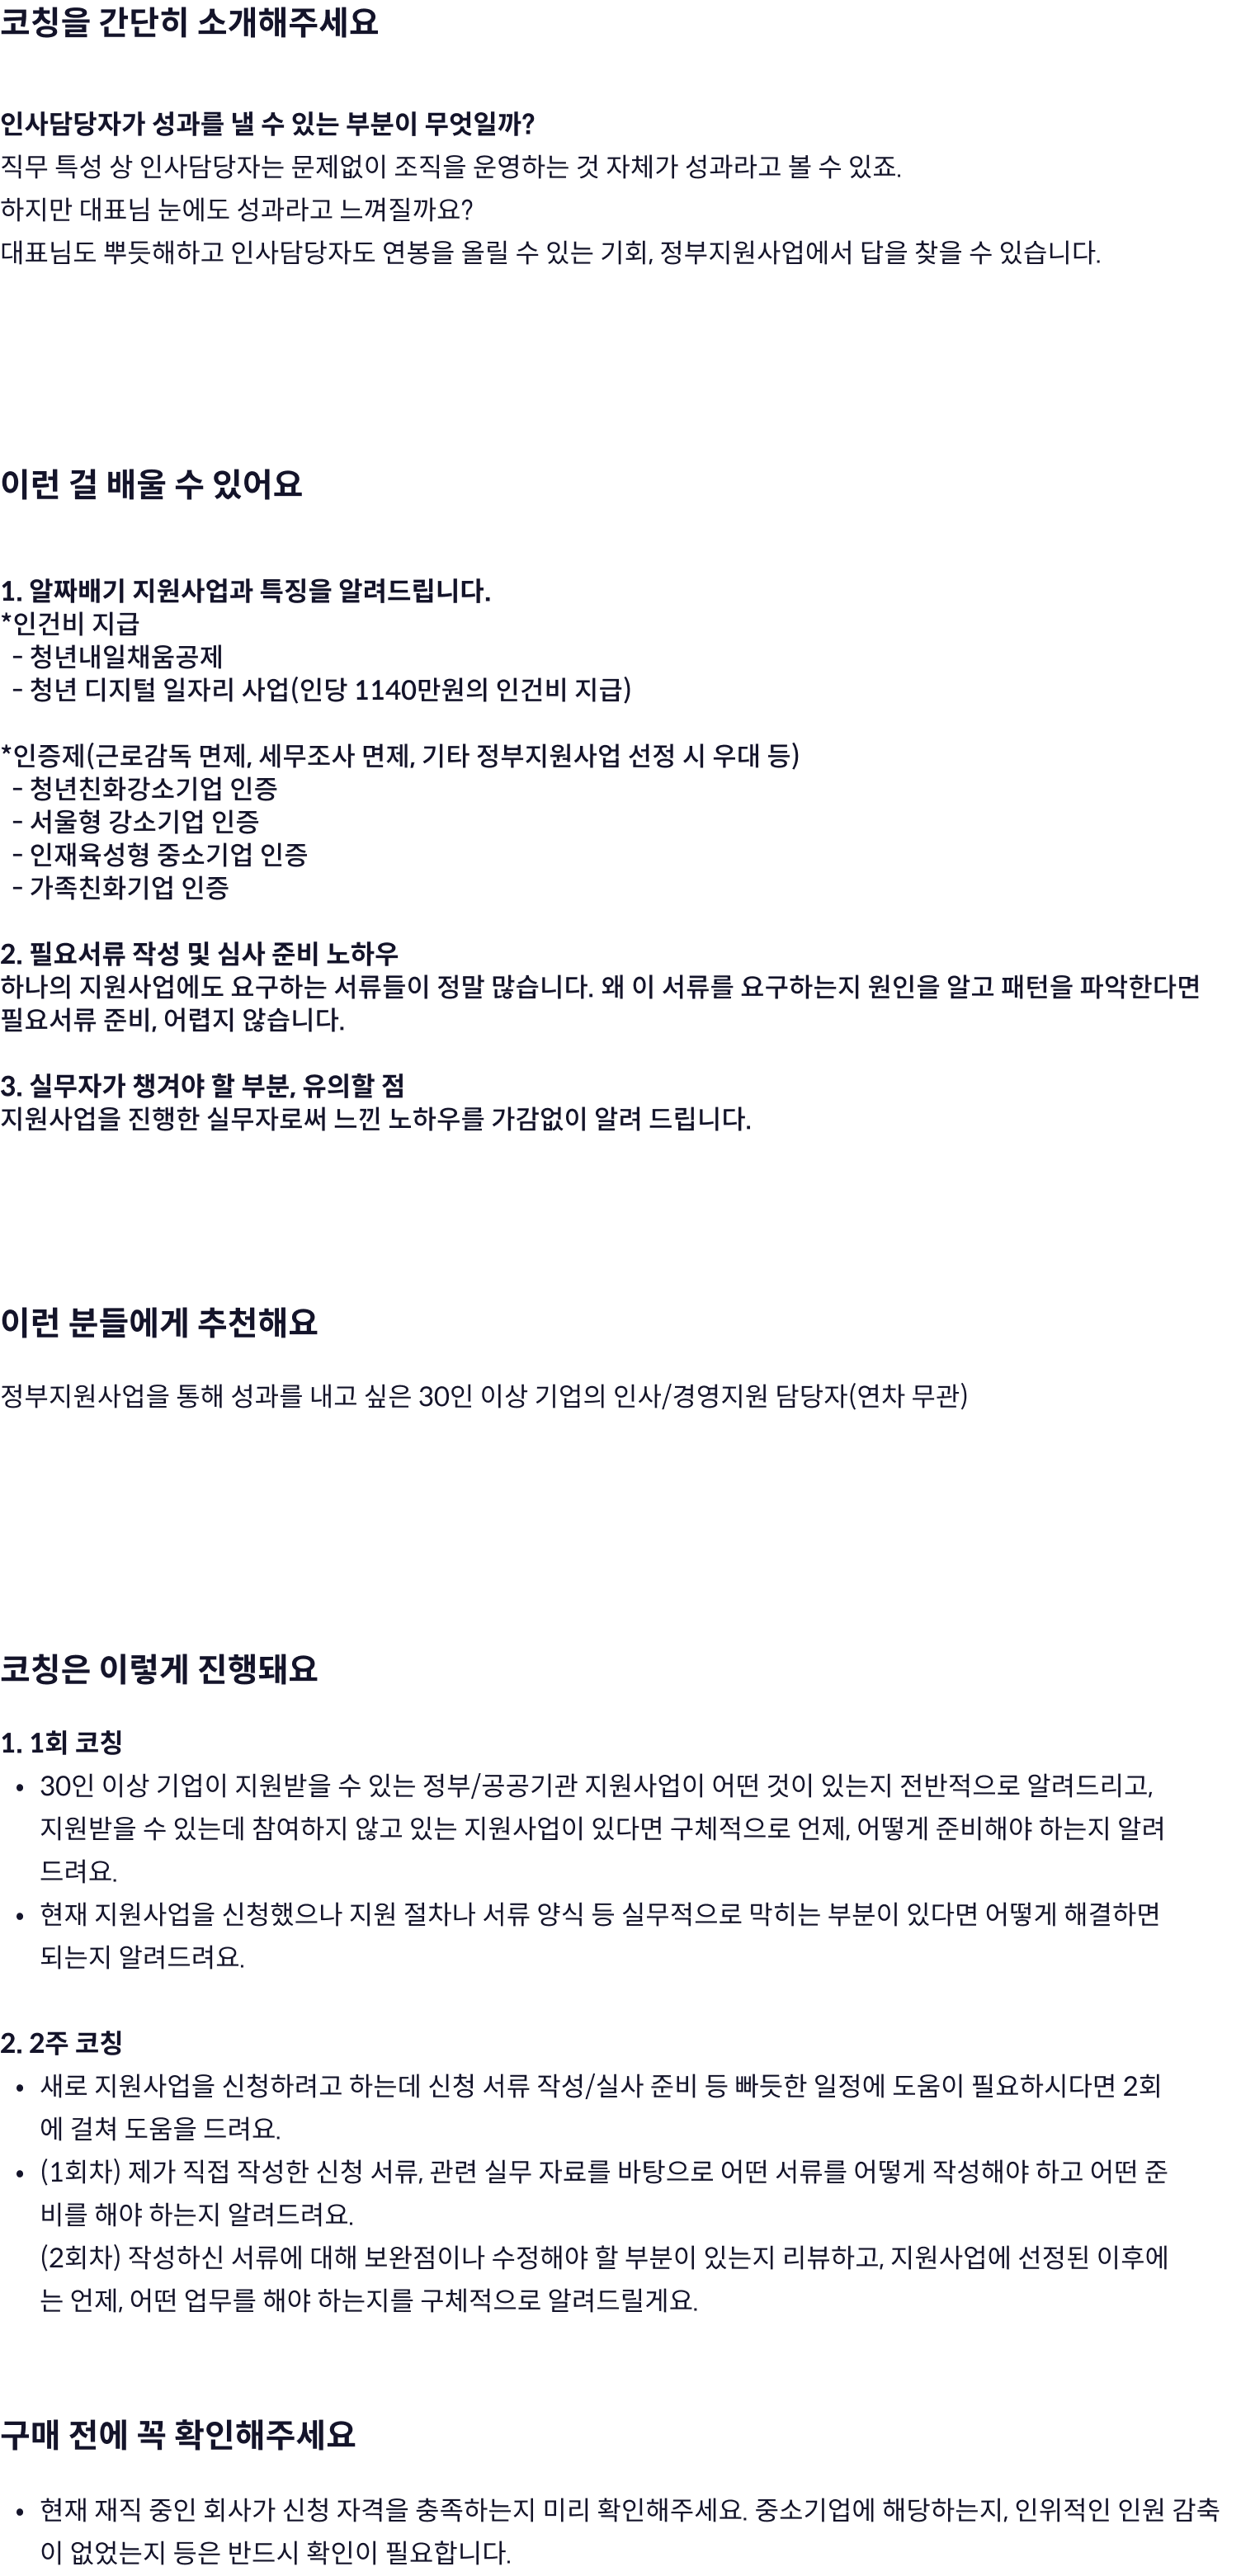 코칭을 간단히 소개해주세요
인사담당자가 성과를 낼 수 있는 부분이 무엇일까?
직무 특성 상 인사담당자는 문제없이 조직을 운영하는 것 자체가 성과라고 볼 수 있죠.
하지만 대표님 눈에도 성과라고 느껴질까요?
대표님도 뿌듯해하고 인사담당자도 연봉을 올릴 수 있는 기회, 정부지원사업에서 답을 찾을 수 있습니다.
이런 걸 배울 수 있어요
1. 알짜배기 지원사업과 특징을 알려드립니다.
*인건비 지급
- 청년내일채움공제
- 청년 디지털 일자리 사업(인당 1140만원의 인건비 지급)
*인증제(근로감독 면제, 세무조사 면제, 기타 정부지원사업 선정 시 우대 등)
- 청년친화강소기업 인증
- 서울형 강소기업 인증
- 인재육성형 중소기업 인증
- 가족친화기업 인증
2. 필요서류 작성 및 심사 준비 노하우
하나의 지원사업에도 요구하는 서류들이 정말 많습니다. 왜 이 서류를 요구하는지 원인을 알고 패턴을 파악한다면
필요서류 준비, 어렵지 않습니다.
3. 실무자가 챙겨야 할 부분, 유의할 점
지원사업을 진행한 실무자로써 느낀 노하우를 가감없이 알려 드립니다.
이런 분들에게 추천해요
정부지원사업을 통해 성과를 내고 싶은 30인 이상 기업의 인사/경영지원 담당자(연차 무관)
코칭은 이렇게 진행돼요
1. 1회 코칭
• 30인 이상 기업이 지원받을 수 있는 정부/공공기관 지원사업이 어떤 것이 있는지 전반적으로 알려드리고,
지원받을 수 있는데 참여하지 않고 있는 지원사업이 있다면 구체적으로 언제, 어떻게 준비해야 하는지 알려
드려요.
• 현재 지원사업을 신청했으나 지원 절차나 서류 양식 등 실무적으로 막히는 부분이 있다면 어떻게 해결하면
되는지 알려드려요.
2. 2주 코칭
• 새로 지원사업을 신청하려고 하는데 신청 서류 작성/실사 준비 등 빠듯한 일정에 도움이 필요하시다면 2회
에 걸쳐 도움을 드려요.
• (1회차) 제가 직접 작성한 신청 서류, 관련 실무 자료를 바탕으로 어떤 서류를 어떻게 작성해야 하고 어떤 준
비를 해야 하는지 알려드려요.
(2회차) 작성하신 서류에 대해 보완점이나 수정해야 할 부분이 있는지 리뷰하고, 지원사업에 선정된 이후에
는 언제, 어떤 업무를 해야 하는지를 구체적으로 알려드릴게요.
구매 전에 꼭 확인해주세요
• 현재 재직 중인 회사가 신청 자격을 충족하는지 미리 확인해주세요. 중소기업에 해당하는지, 인위적인 인원 감축
이 없었는지 등은 반드시 확인이 필요합니다.